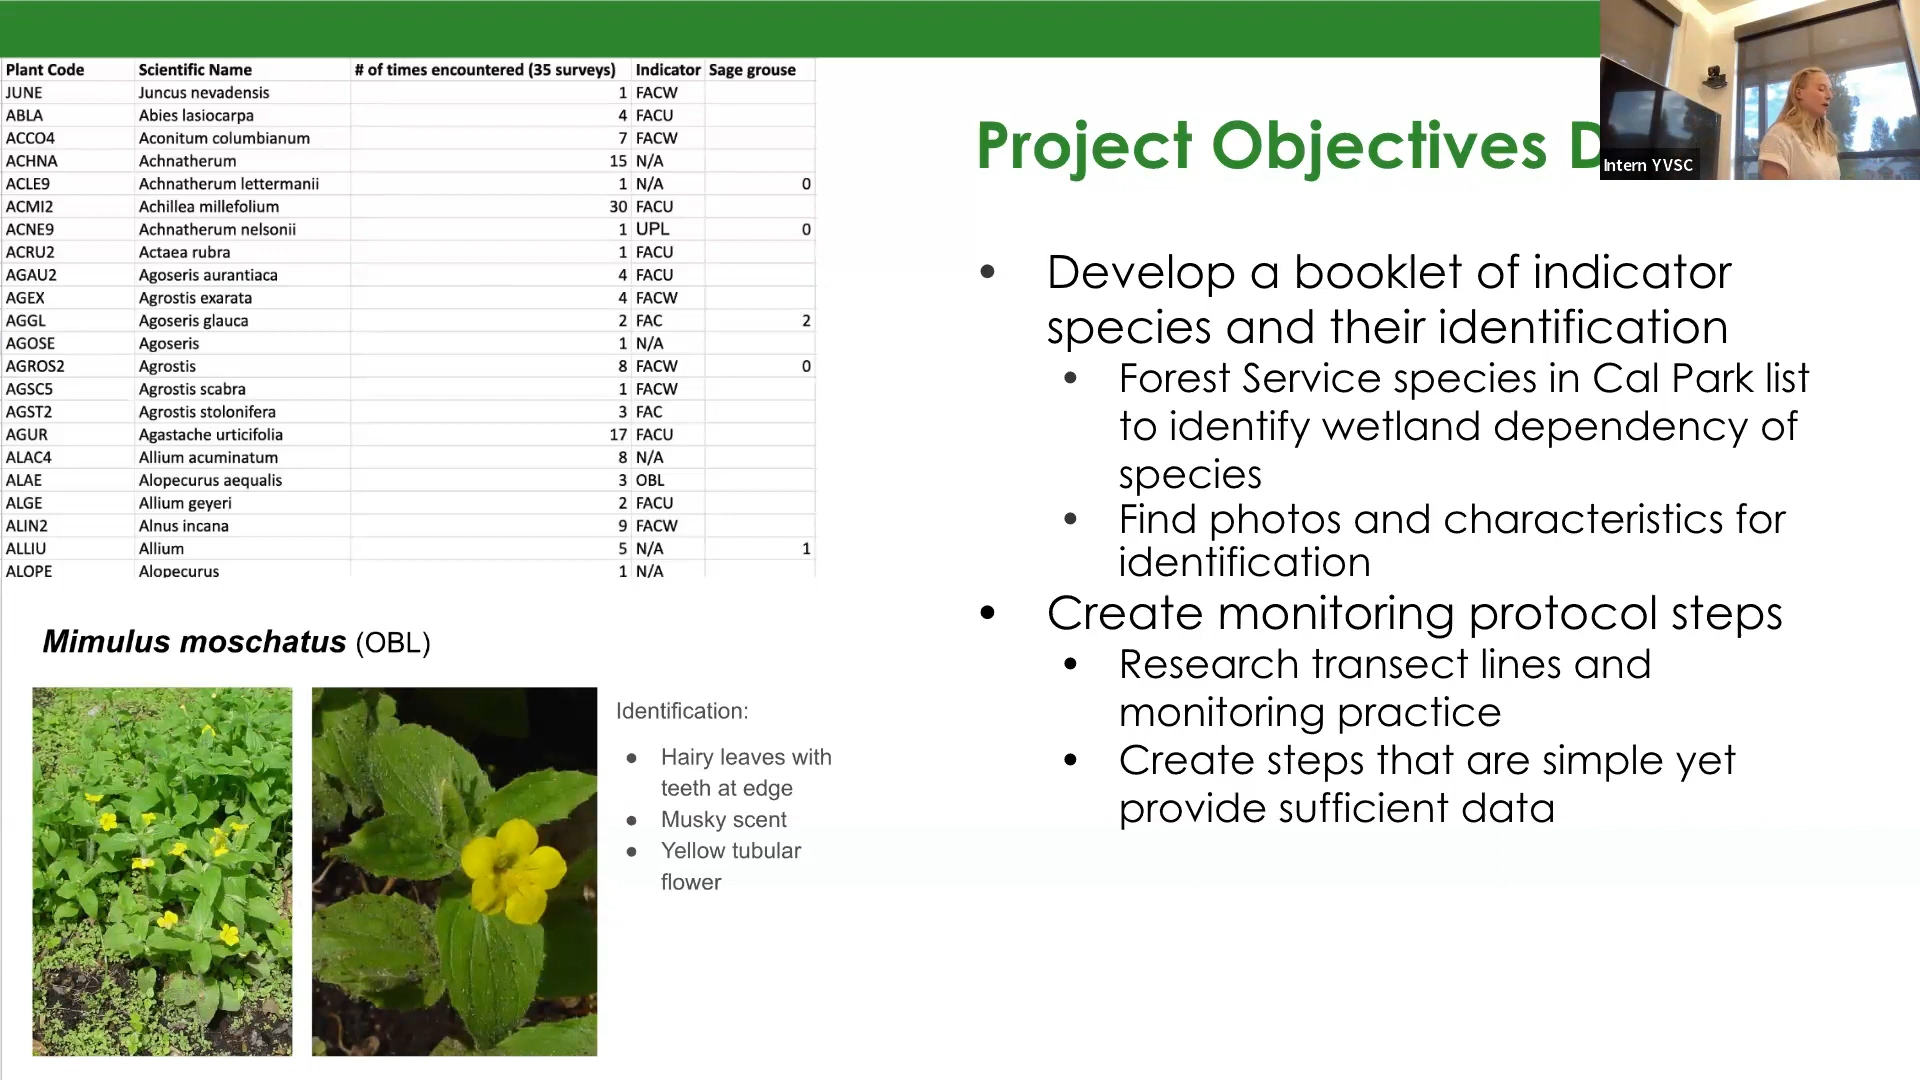 Plant Code Scientific Name # of times encountered (35 surveys) Indicator Sage grouse
JUNE Juncus nevadensis 1 FACW
ABLA Abies lasiocarpa 4 FACU
ACCO4 Aconitum columbianum 7 FACW
ACHNA Achnatherum 15 N/A
ACLE9 Achnatherum lettermanii 1 N/A 0
ACMI2 Achillea millefolium 30 FACU
ACNE9 Achnatherum nelsonii 1 UPL 0
ACRU2 Actaea rubra 1 FACU
AGAU2 Agoseris aurantiaca 4 FACU
AGEX Agrostis exarata 4 FACW
AGGL Agoseris glauca 2 FAC 2
AGOSE Agoseris 1 N/A
AGROS2 Agrostis 8 FACW 0
AGSC5 Agrostis scabra 1 FACW
AGST2 Agrostis stolonifera 3 FAC
AGUR Agastache urticifolia 17 FACU
ALAC4 Allium acuminatum 8 N/A
ALAE Alopecurus aequalis 3 OBL
ALGE Allium geyeri 2 FACU
ALIN2 Alnus incana 9 FACW
ALLIU Allium 5 N/A 1
ALOPE Alopecurus 1 N/A
Mimulus moschatus (OBL)
Identification:
● Hairy leaves with
teeth at edge
● Musky scent
● Yellow tubular
flower
Project Objectives
Intern YVSC
• Develop a booklet of indicator
species and their identification
• Forest Service species in Cal Park list
to identify wetland dependency of
species
• Find photos and characteristics for
identification
• Create monitoring protocol steps
• Research transect lines and
monitoring practice
• Create steps that are simple yet
provide sufficient data